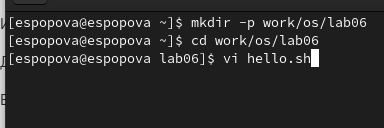 [espopova@espopova ~]$ mkdir -p work/os/lab06
[espopova@espopova ~]$ cd work/os/lab06
[espopova@espopova lab06]$ vi hello.sh